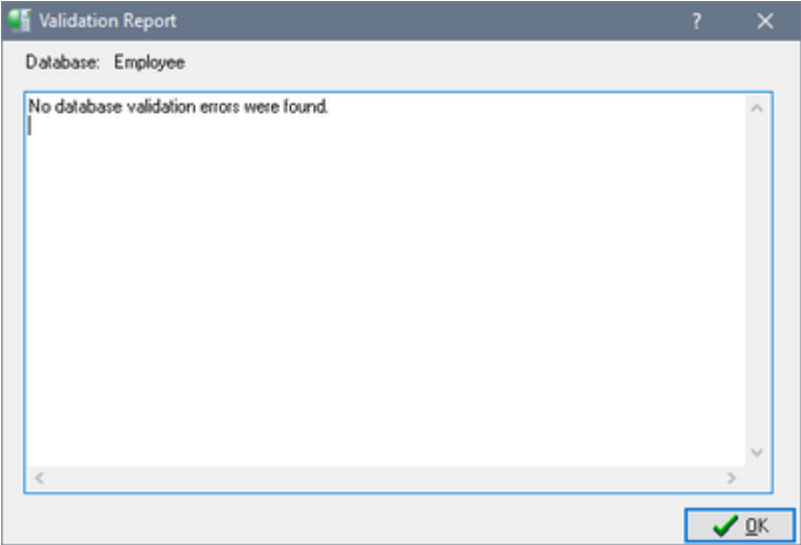 Validation Report
?
Database: Employee
No database validation errors were found.
OK